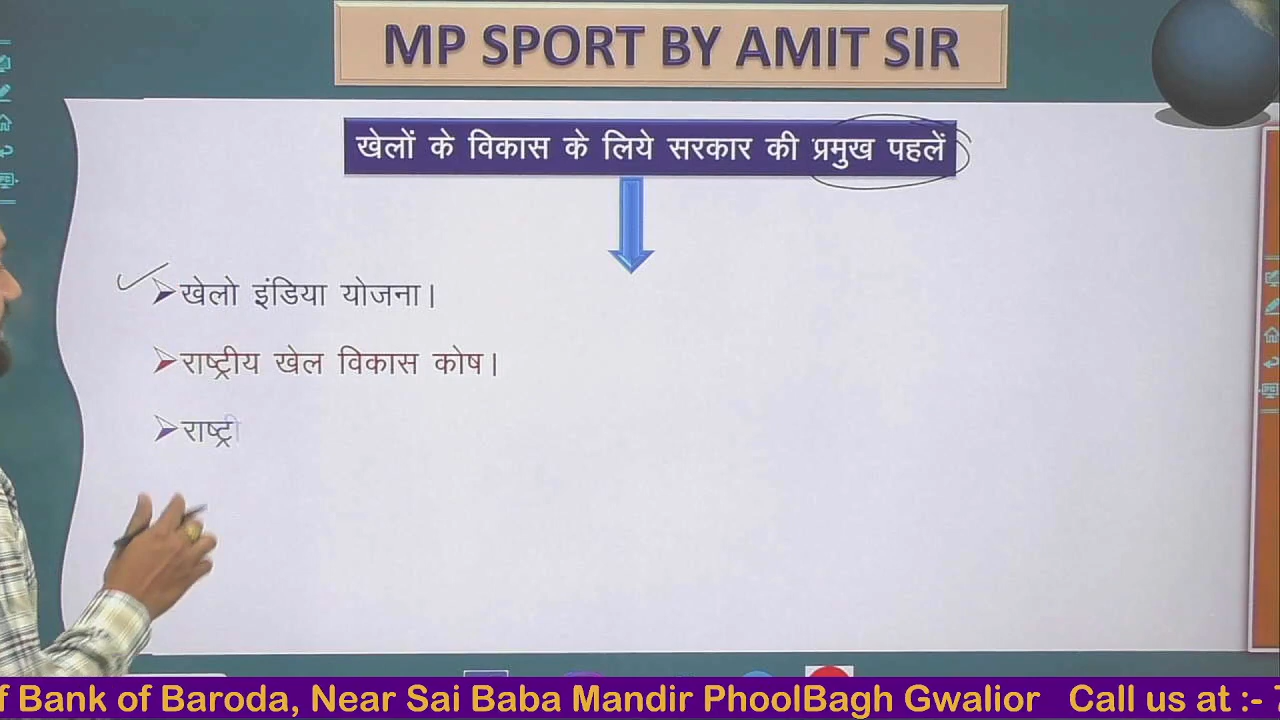 MP SPORT BY AMIT SIR
खेलों के विकास के लिये सरकार की प्रमुख पहलें
खेलो इंडिया योजना।
राष्ट्रीय खेल विकास कोष।
राष्ट्री
Bank of Baroda, Near Sai Baba Mandir PhoolBagh Gwalior Call us at :-